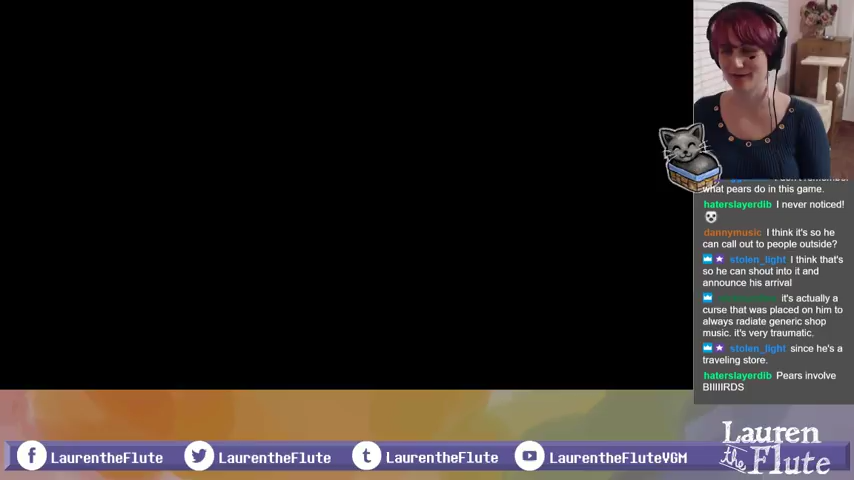 what pears do in this game.
haterslayerdib I never noticed!
dannymusic I think it's so he
can call out to people outside?
stolen_light I think that's
so he can shout into it and
announce his arrival
it's actually a
curse that was placed on him to
always radiate generic shop
music. it's very traumatic.
stolen_light since he's a
traveling store.
haterslayerdib Pears involve
BIIIIIRDS
Lauren
the Flute
LaurentheFlute
LaurentheFlute
LaurentheFlute
LaurentheFluteVGM